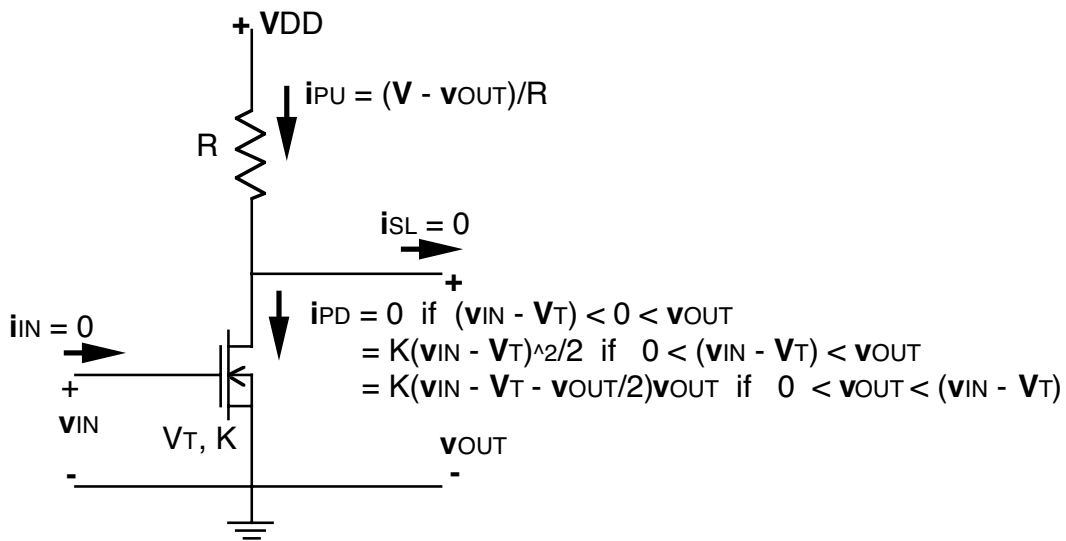 + VDD
iPU = (V - vOUT)/R
R
iSL = 0
+
iPD = 0 if (vIN - VT) < 0 < vOUT
iIN = 0
= K(vIN - VT)^2/2 if 0 < (vIN - VT) < vOUT
= K(vIN - VT - vOUT/2)vOUT if 0 < vOUT < (vIN - VT)
+
vIN
VT, K
vOUT
-
-